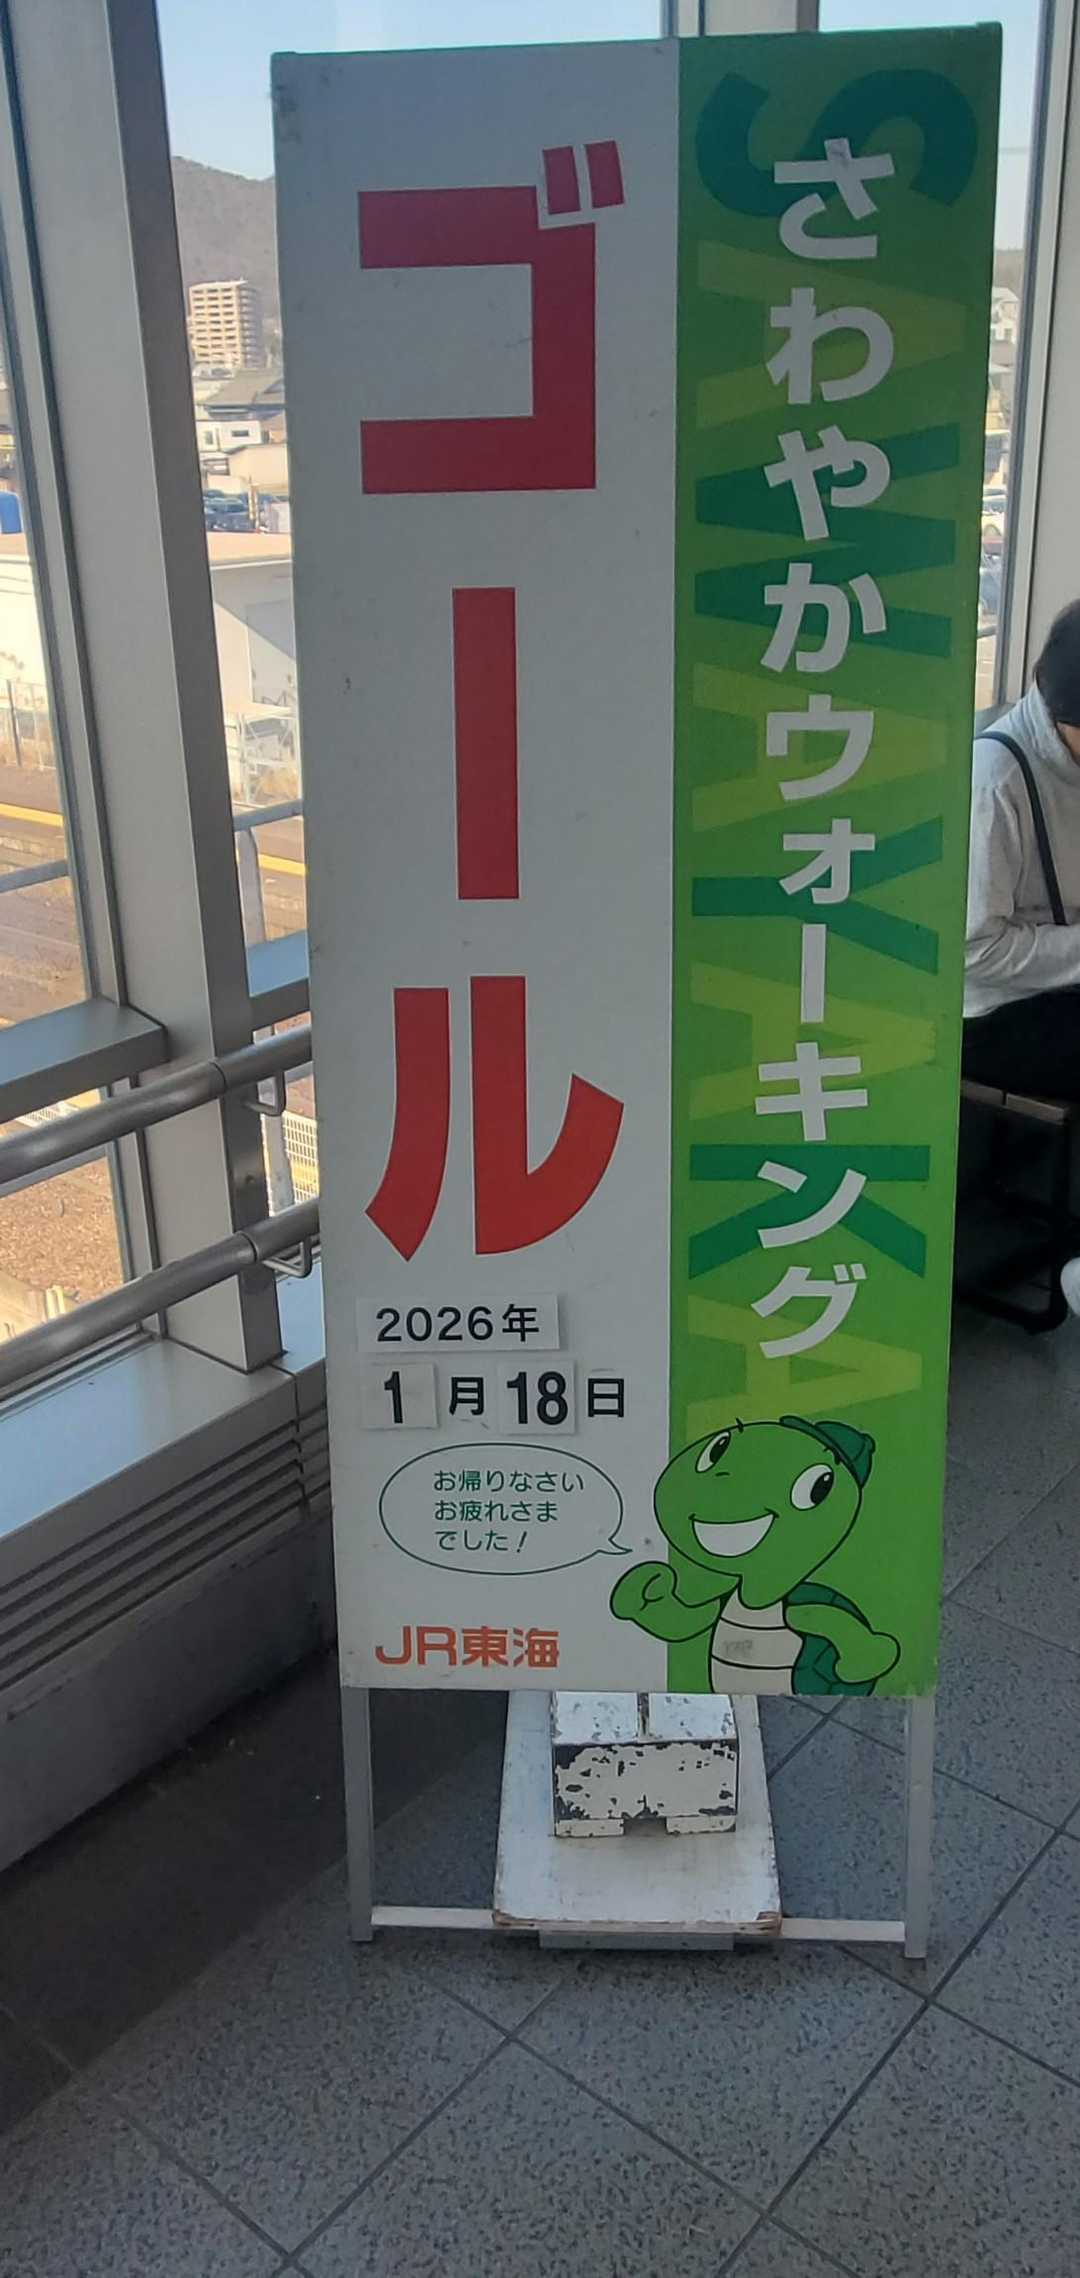 さわやかウォーキング
SAWAYAKA
ゴール
2026年
1月18日
お帰りなさい
お疲れさま
でした!
JR東海